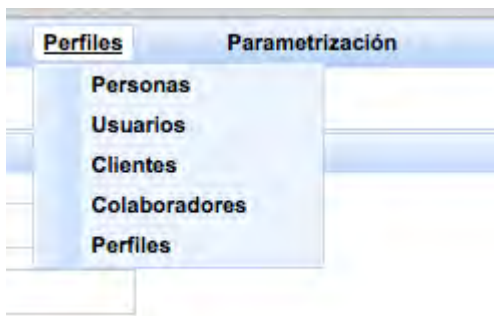 Perfiles Parametrización
Personas
Usuarios
Clientes
Colaboradores
Perfiles